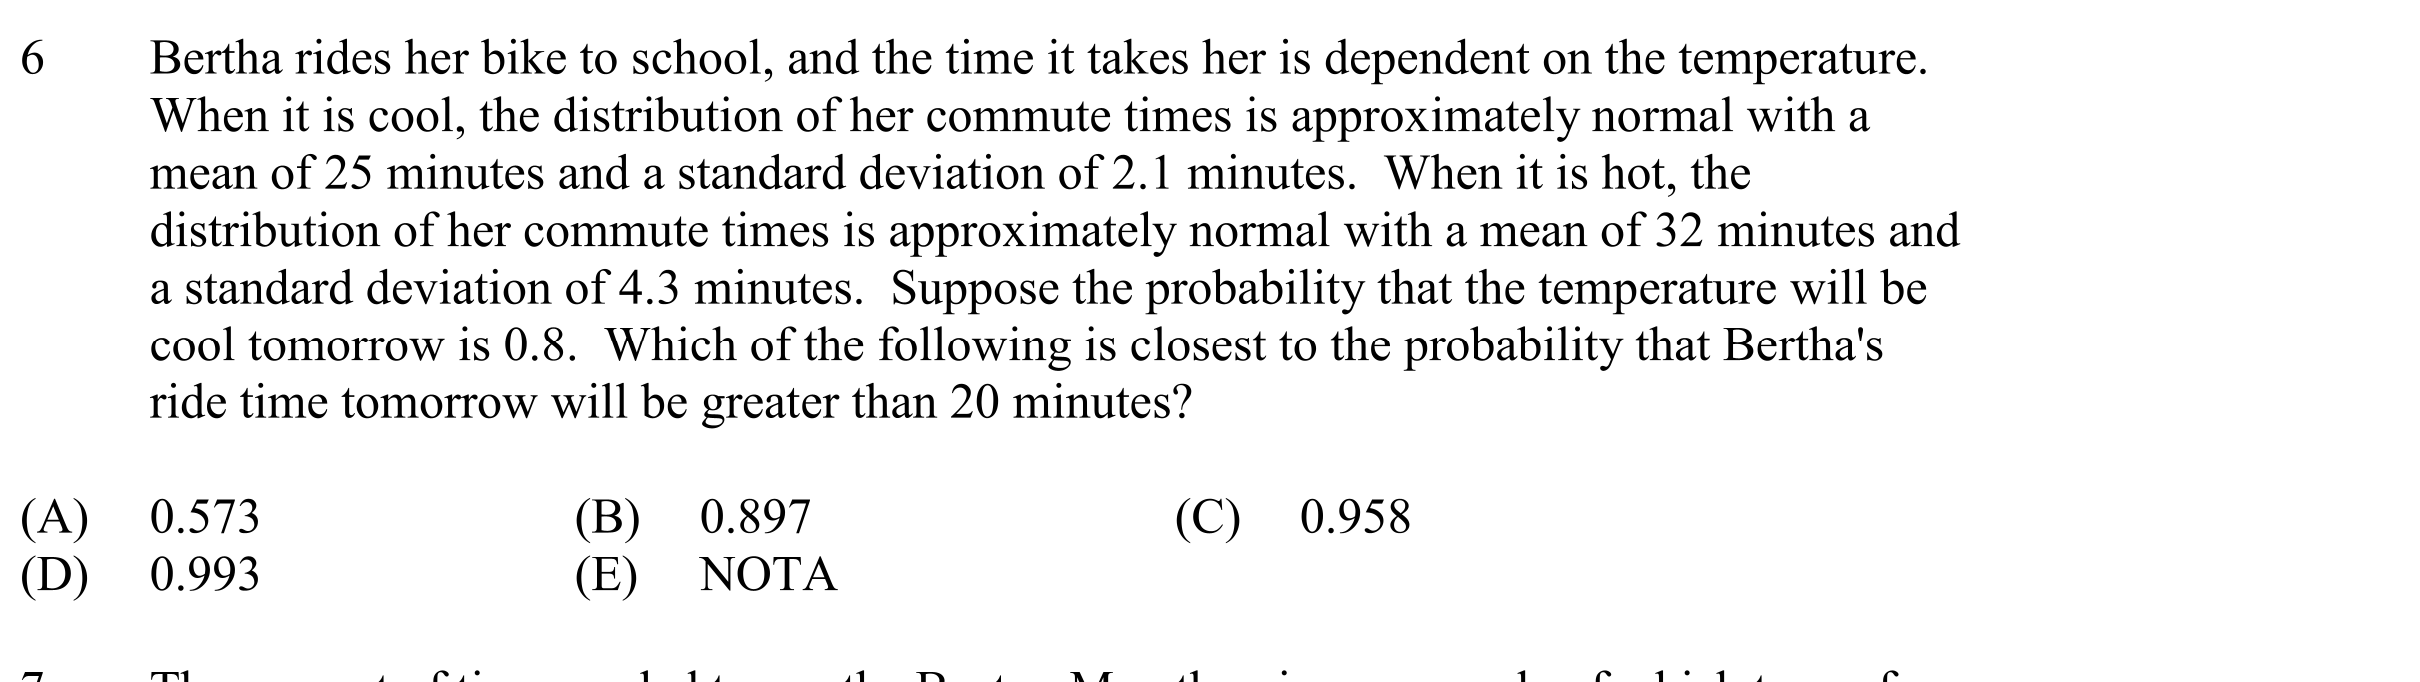 6 Bertha rides her bike to school, and the time it takes her is dependent on the temperature.
When it is cool, the distribution of her commute times is approximately normal with a
mean of 25 minutes and a standard deviation of 2.1 minutes. When it is hot, the
distribution of her commute times is approximately normal with a mean of 32 minutes and
a standard deviation of 4.3 minutes. Suppose the probability that the temperature will be
cool tomorrow is 0.8. Which of the following is closest to the probability that Bertha's
ride time tomorrow will be greater than 20 minutes?
(A) 0.573 (B) 0.897 (C) 0.958
(D) 0.993 (E) NOTA